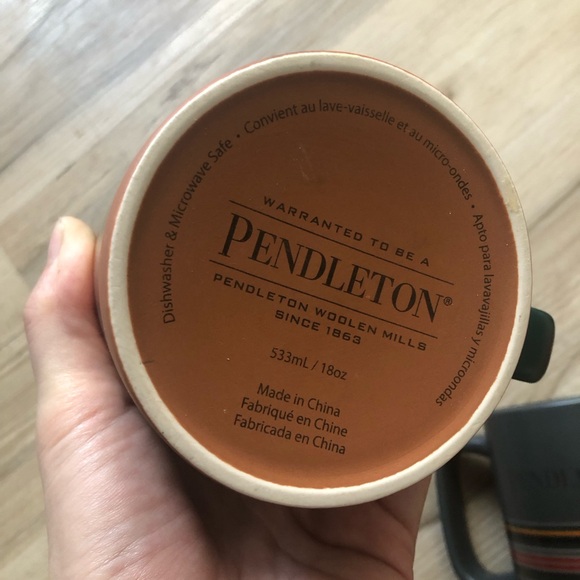 Dishwasher & Microwave Safe • Convient au lave-vaisselle et au micro-ondes • Apto para lavavajillas y microondas
WARRANTED TO BE A
PENDLETON®
PENDLETON WOOLEN MILLS
SINCE 1863
533mL / 18oz
Made in China
Fabriqué en Chine
Fabricada en China